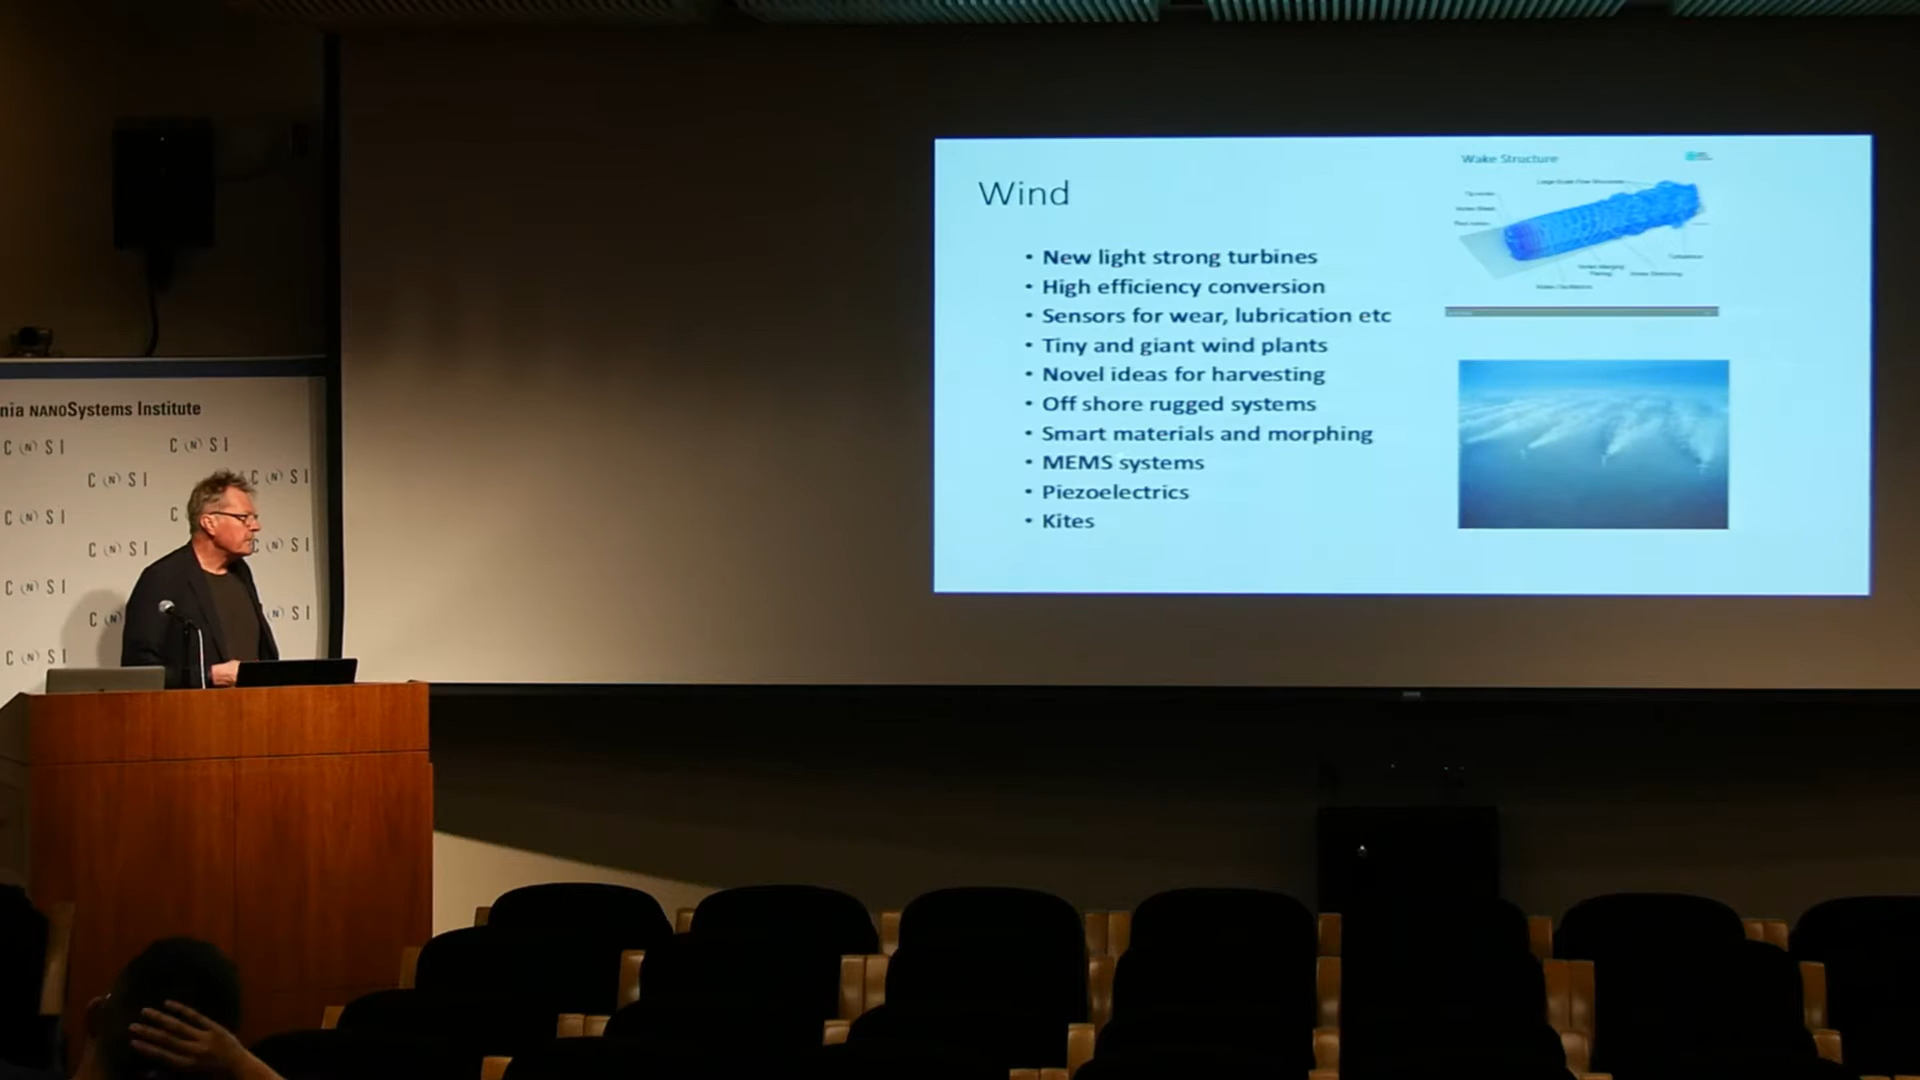 Wake Structure
Wind
• New light strong turbines
• High efficiency conversion
• Sensors for wear, lubrication etc
• Tiny and giant wind plants
• Novel ideas for harvesting
• Off shore rugged systems
• Smart materials and morphing
• MEMS systems
• Piezoelectrics
• Kites
nia NANOSystems Institute
C (N) S I C (N) S I
C (N) S I C (N) S I
C (N) S I C
C (N) S I C (N) S I
C (N) S I
C (N) (N) S I
C (N) S I